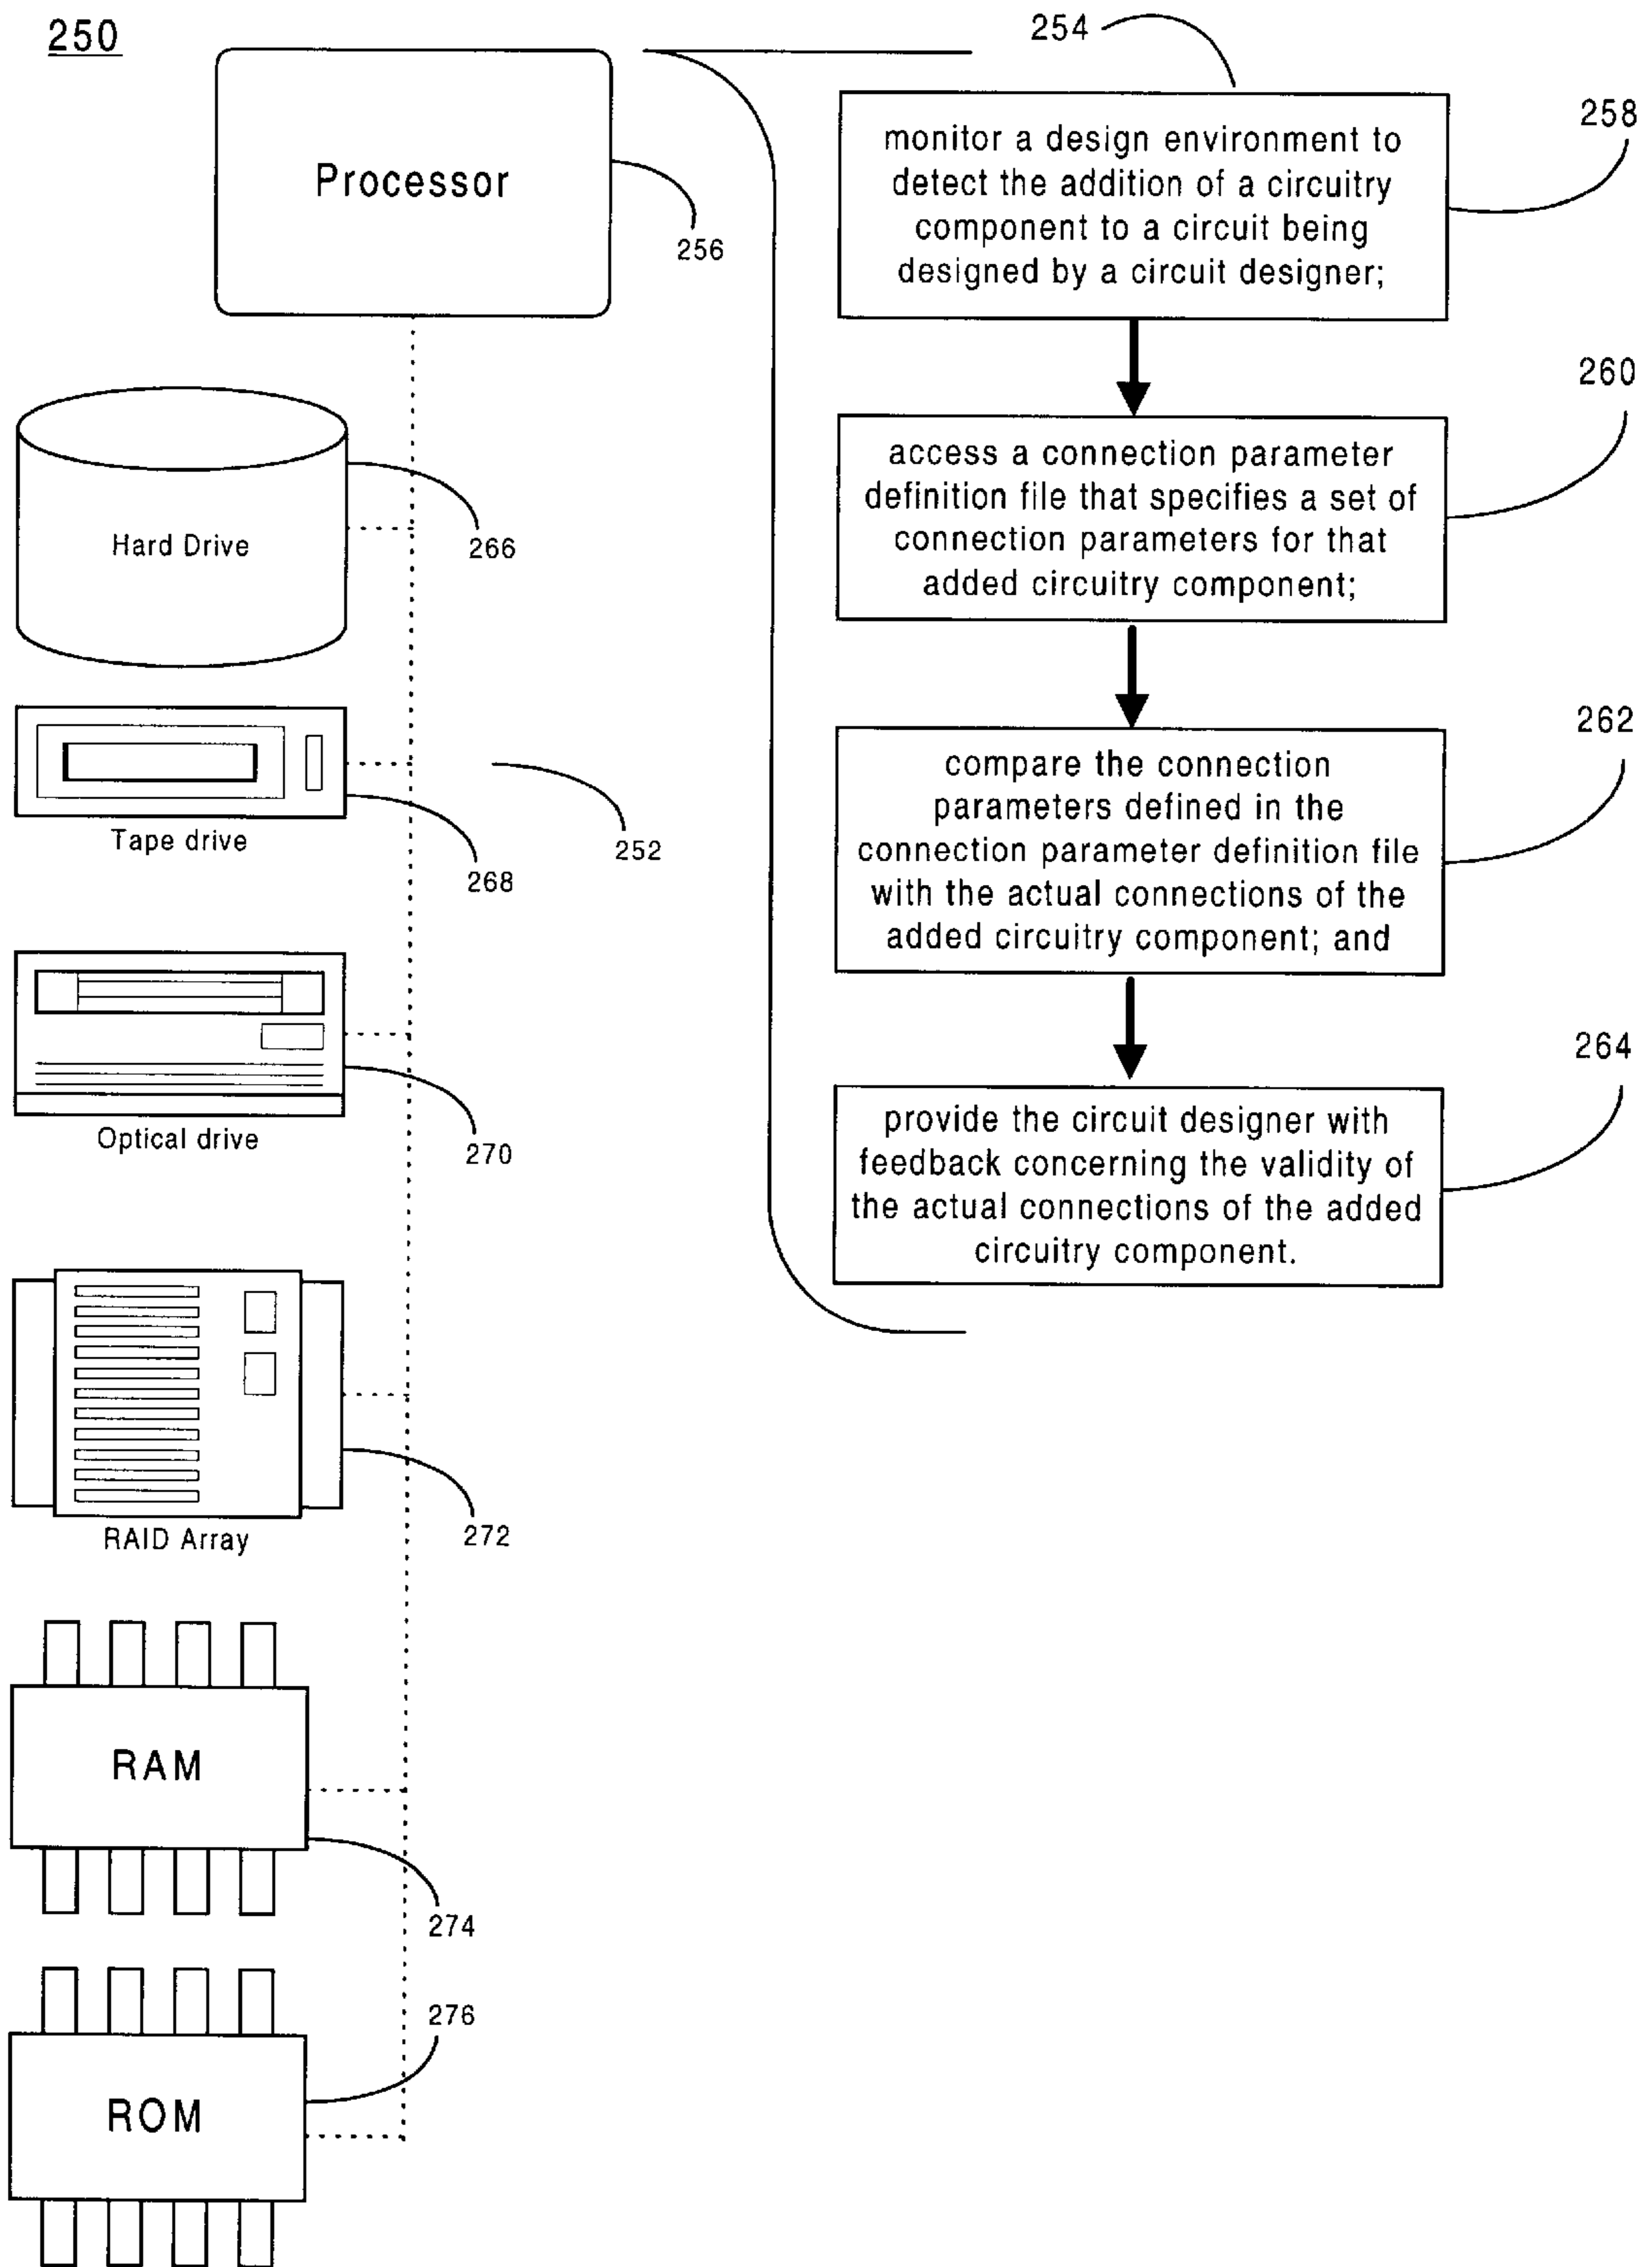 250
Processor
256
Hard Drive
266
Tape drive
268
252
Optical drive
270
RAID Array
272
RAM
274
276
ROM
254
monitor a design environment to
detect the addition of a circuitry
component to a circuit being
designed by a circuit designer;
258
access a connection parameter
definition file that specifies a set of
connection parameters for that
added circuitry component;
260
compare the connection
parameters defined in the
connection parameter definition file
with the actual connections of the
added circuitry component; and
262
provide the circuit designer with
feedback concerning the validity of
the actual connections of the added
circuitry component.
264